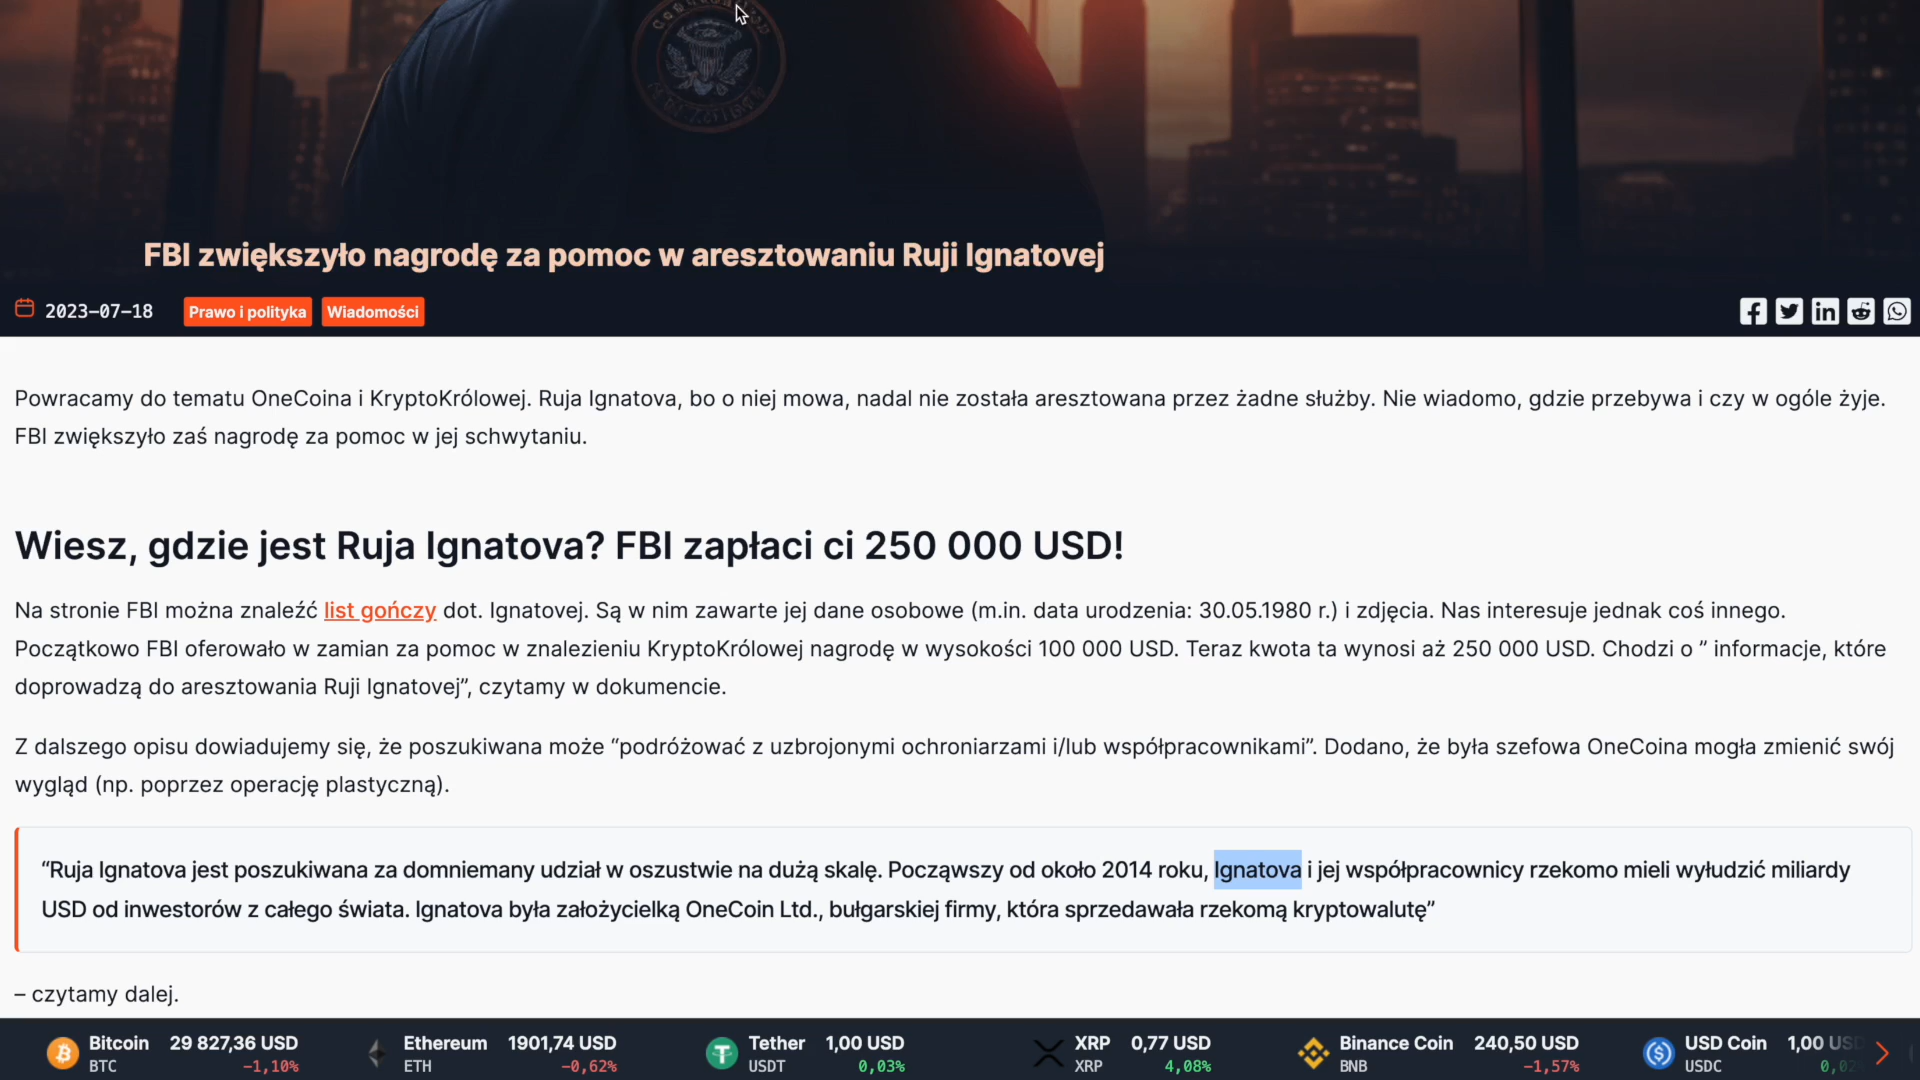 FBI zwiększyło nagrodę za pomoc w aresztowaniu Ruji Ignatovej
2023-07-18 Prawo i polityka Wiadomości
Powracamy do tematu OneCoina i KryptoKrólowej. Ruja Ignatova, bo o niej mowa, nadal nie została aresztowana przez żadne służby. Nie wiadomo, gdzie przebywa i czy w ogóle żyje.
FBI zwiększyło zaś nagrodę za pomoc w jej schwytaniu.
Wiesz, gdzie jest Ruja Ignatova? FBI zapłaci ci 250 000 USD!
Na stronie FBI można znaleźć list gończy dot. Ignatovej. Są w nim zawarte jej dane osobowe (m.in. data urodzenia: 30.05.1980 r.) i zdjęcia. Nas interesuje jednak coś innego.
Początkowo FBI oferowało w zamian za pomoc w znalezieniu KryptoKrólowej nagrodę w wysokości 100 000 USD. Teraz kwota ta wynosi aż 250 000 USD. Chodzi o ” informacje, które
doprowadzą do aresztowania Ruji Ignatovej”, czytamy w dokumencie.
Z dalszego opisu dowiadujemy się, że poszukiwana może “podróżować z uzbrojonymi ochroniarzami i/lub współpracownikami”. Dodano, że była szefowa OneCoina mogła zmienić swój
wygląd (np. poprzez operację plastyczną).
“Ruja Ignatova jest poszukiwana za domniemany udział w oszustwie na dużą skalę. Począwszy od około 2014 roku, Ignatova i jej współpracownicy rzekomo mieli wyłudzić miliardy
USD od inwestorów z całego świata. Ignatova była założycielką OneCoin Ltd., bułgarskiej firmy, która sprzedawała rzekomą kryptowalutę”
– czytamy dalej.
Bitcoin 29 827,36 USD Ethereum 1901,74 USD Tether 1,00 USD XRP 0,77 USD Binance Coin 240,50 USD USD Coin 1,00 USD
BTC -1,10% ETH -0,62% USDT 0,03% XRP 4,08% BNB -1,57% USDC